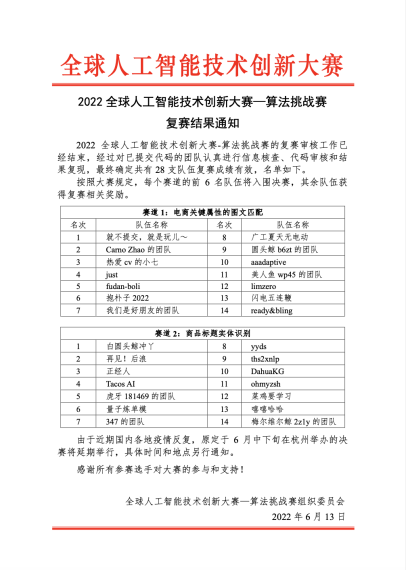 全球人工智能技术创新大赛
2022 全球人工智能技术创新大赛—算法挑战赛
复赛结果通知
2022 全球人工智能技术创新大赛-算法挑战赛的复赛审核工作已
经结束，经过对已提交代码的团队认真进行信息核查、代码审核和结
果复现，最终确定共有 28 支队伍复赛成绩有效，名单如下。
按照大赛规定，每个赛道的前 6 名队伍将入围决赛，其余队伍获
得复赛相关奖励。
赛道 1：电商关键属性的图文匹配
名次 队伍名称 名次 队伍名称
1 就不提交，就是玩儿~ 8 广工夏天无电动
2 Carno Zhao 的团队 9 圆头鲸 b6zt 的团队
3 热爱 cv 的小七 10 aaadaptive
4 just 11 美人鱼 wp45 的团队
5 fudan-boli 12 limzero
6 抱朴子 2022 13 闪电五连鞭
7 我们是好朋友的团队 14 ready&bling
赛道 2：商品标题实体识别
1 白圆头鲸冲丫 8 yyds
2 再见！后浪 9 ths2xnlp
3 正经人 10 DahuaKG
4 Tacos AI 11 ohmyzsh
5 虎牙 181469 的团队 12 菜鸡要学习
6 量子炼单模 13 嘻嘻哈哈
7 347 的团队 14 梅尔维尔鲸 2z1y 的团队
由于近期国内各地疫情反复，原定于 6 月中下旬在杭州举办的决
赛将延期举行，具体时间和地点另行通知。
感谢所有参赛选手对大赛的参与和支持！
全球人工智能技术创新大赛—算法挑战赛组织委员会
2022 年 6 月 13 日